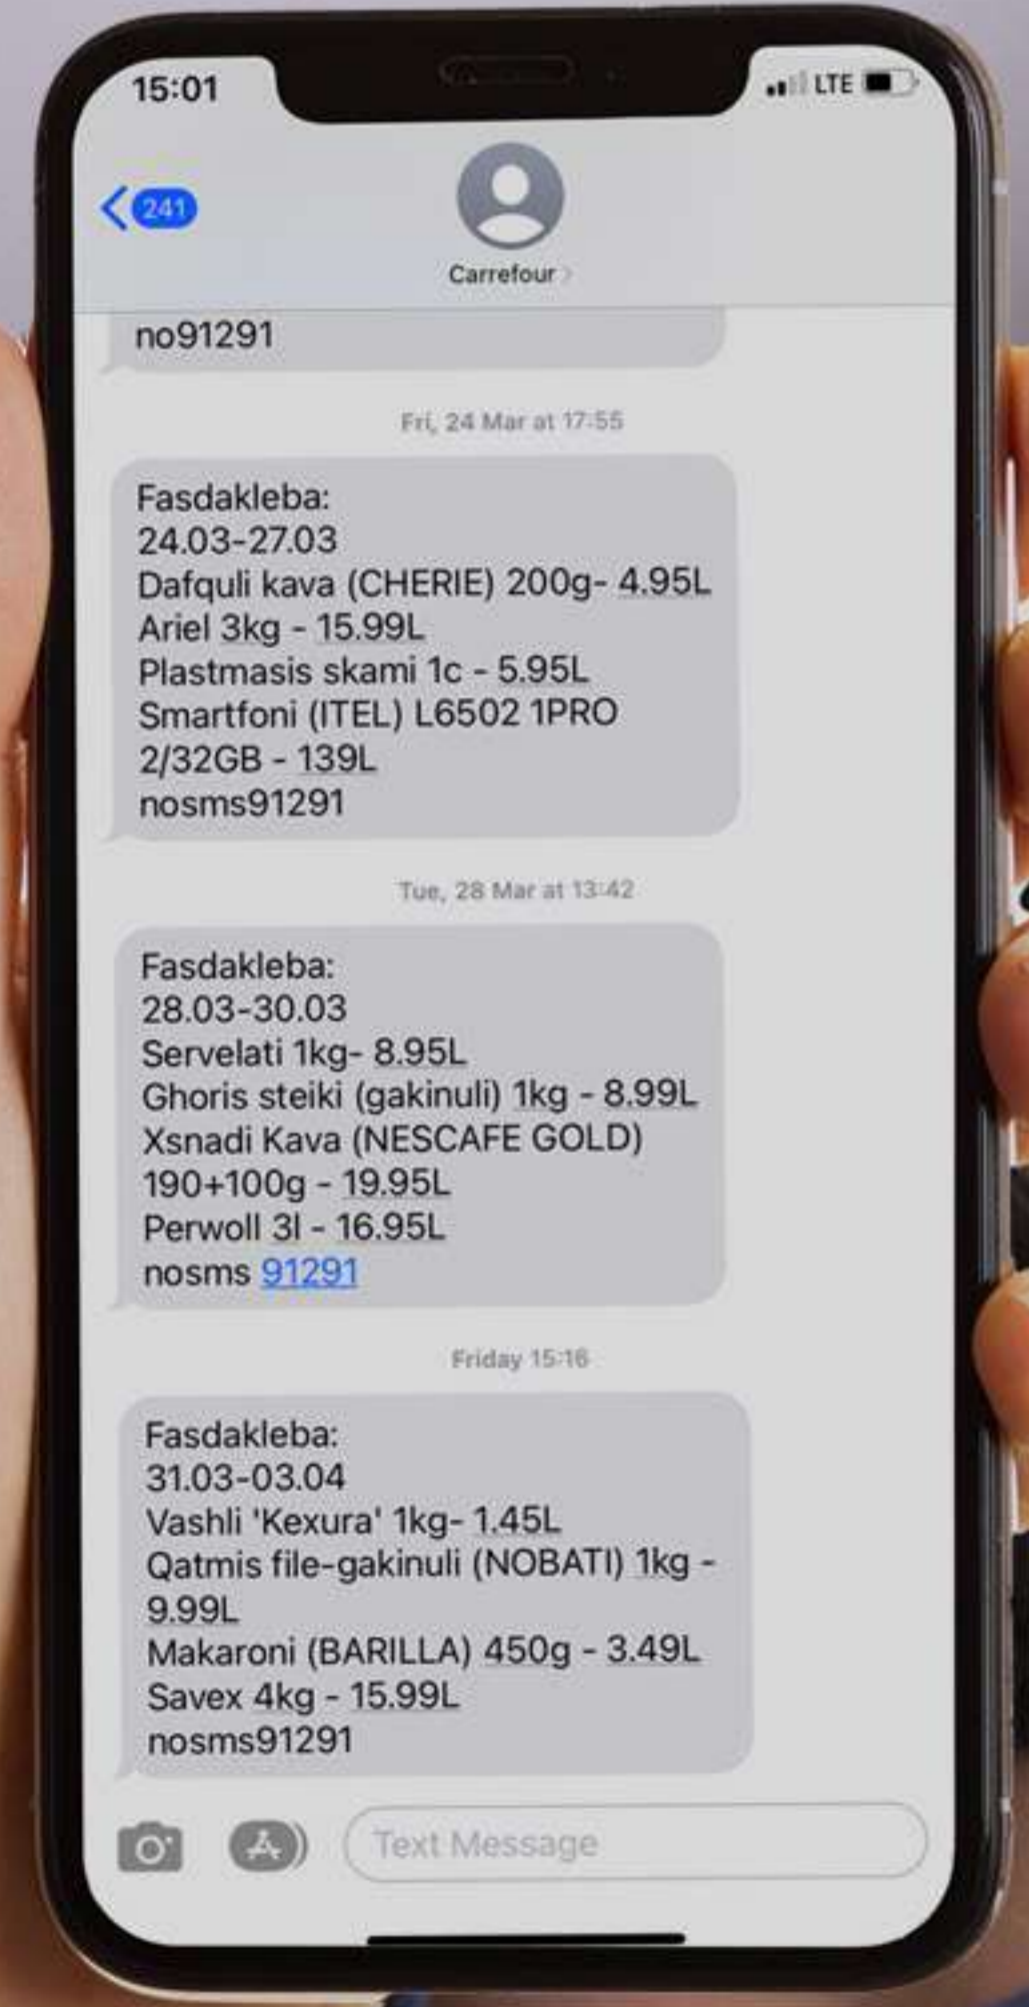 15:01
LTE
241
Carrefour
no91291
Fri, 24 Mar at 17:55
Fasdakleba:
24.03-27.03
Dafquli kava (CHERIE) 200g- 4.95L
Ariel 3kg - 15.99L
Plastmasis skami 1c - 5.95L
Smartfoni (ITEL) L6502 1PRO
2/32GB - 139L
nosms91291
Tue, 28 Mar at 13:42
Fasdakleba:
28.03-30.03
Servelati 1kg- 8.95L
Ghoris steiki (gakinuli) 1kg - 8.99L
Xsnadi Kava (NESCAFE GOLD)
190+100g - 19.95L
Perwoll 3l - 16.95L
nosms 91291
Friday 15:16
Fasdakleba:
31.03-03.04
Vashli 'Kexura' 1kg- 1.45L
Qatmis file-gakinuli (NOBATI) 1kg -
9.99L
Makaroni (BARILLA) 450g - 3.49L
Savex 4kg - 15.99L
nosms91291
Text Message